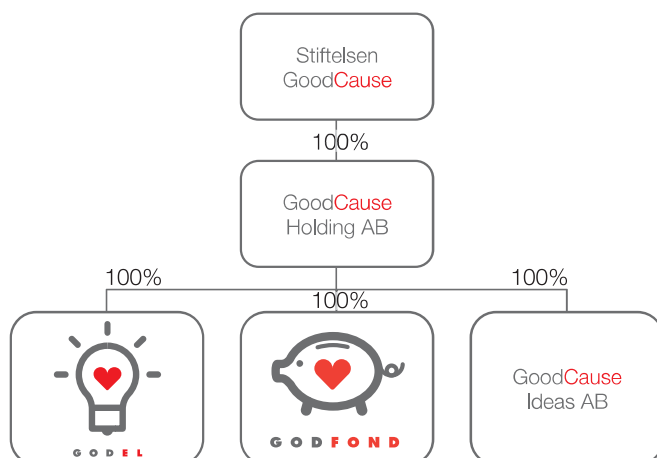 Stiftelsen
GoodCause
100%
GoodCause
Holding AB
100%
100%
100%
GODEL
GODFOND
GoodCause
Ideas AB